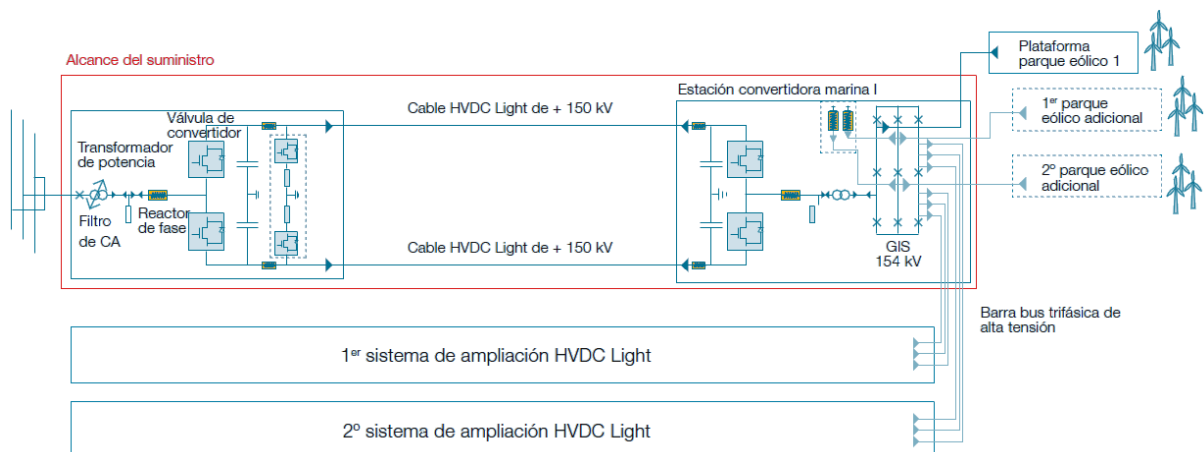 Alcance del suministro
Plataforma
parque eólico 1
Estación convertidora marina I
1er parque
eólico adicional
Cable HVDC Light de + 150 kV
Válvula de
convertidor
Transformador
de potencia
2º parque eólico
adicional
Reactor
de fase
Filtro
de CA
Cable HVDC Light de + 150 kV
GIS
154 kV
Barra bus trifásica de
alta tensión
1er sistema de ampliación HVDC Light
2º sistema de ampliación HVDC Light